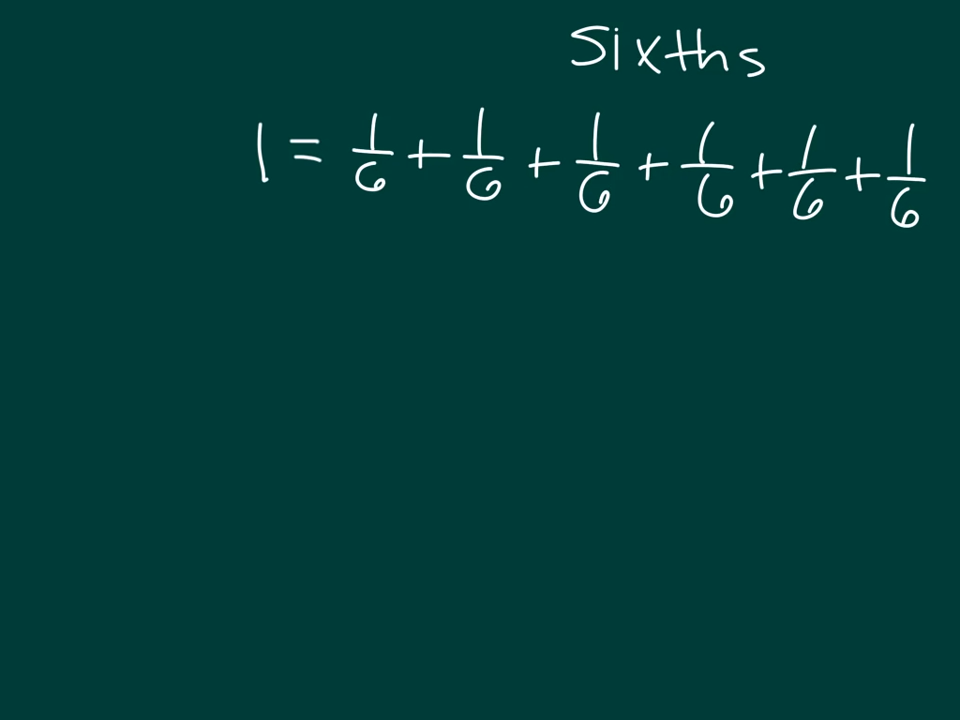 Sixths
1 = 1/6 + 1/6 + 1/6 + 1/6 + 1/6 + 1/6